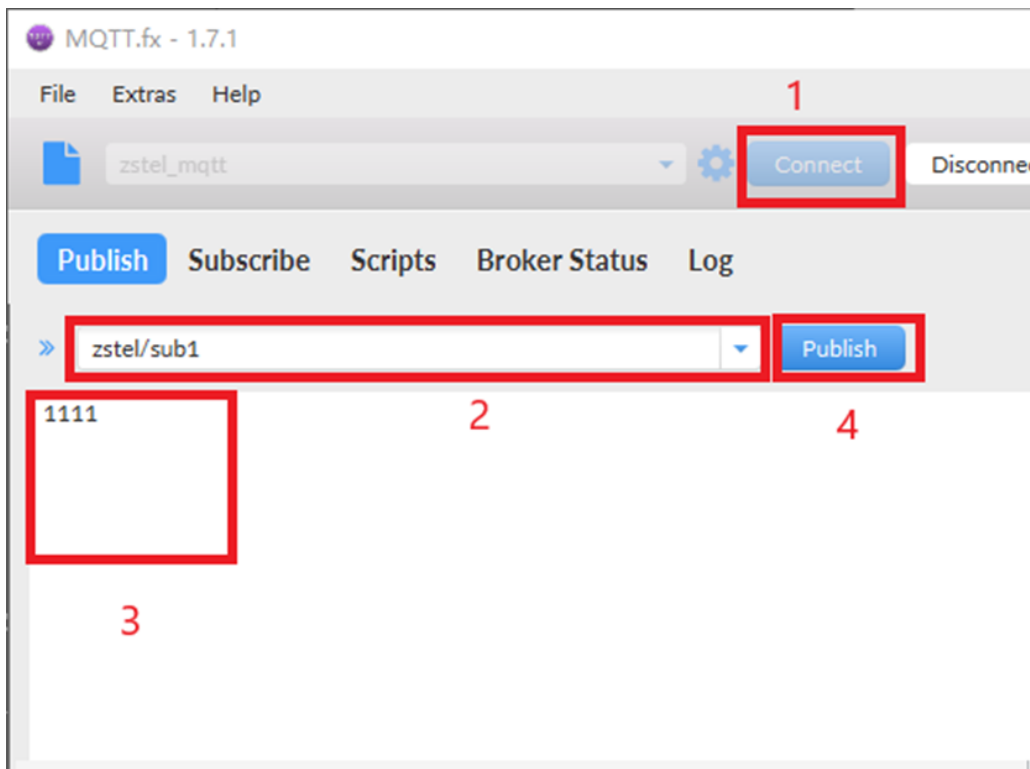 MQTT.fx - 1.7.1
File Extras Help
1
zstel_mqtt Connect Disconnec
Publish Subscribe Scripts Broker Status Log
zstel/sub1 Publish
1111
2
4
3